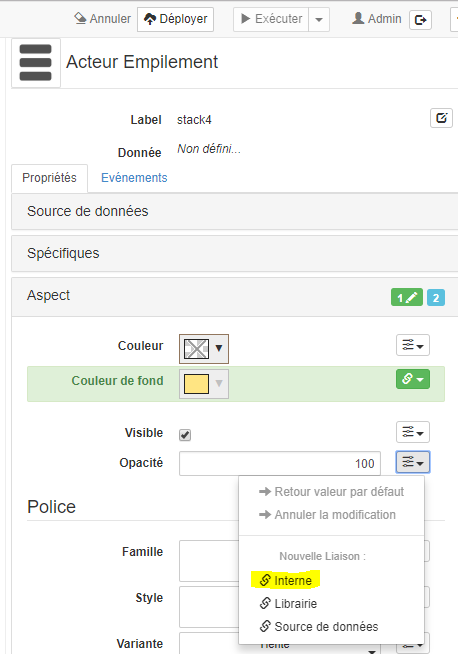 Annuler Déployer Exécuter Admin
Acteur Empilement
Label stack4
Donnée Non défini...
Propriétés Evénements
Source de données
Spécifiques
Aspect 1 2
Couleur
Couleur de fond
Visible
Opacité 100
Retour valeur par défaut
Annuler la modification
Police
Nouvelle Liaison :
Famille
Interne
Style
Librairie
Source de données
Variante